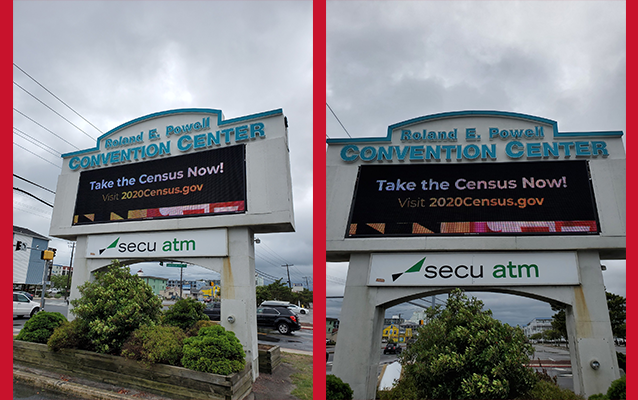 Roland E. Powell
CONVENTION CENTER
Take the Census Now!
Visit 2020Census.gov
secu atm
Roland E. Powell
CONVENTION CENTER
Take the Census Now!
Visit 2020Census.gov
secu atm